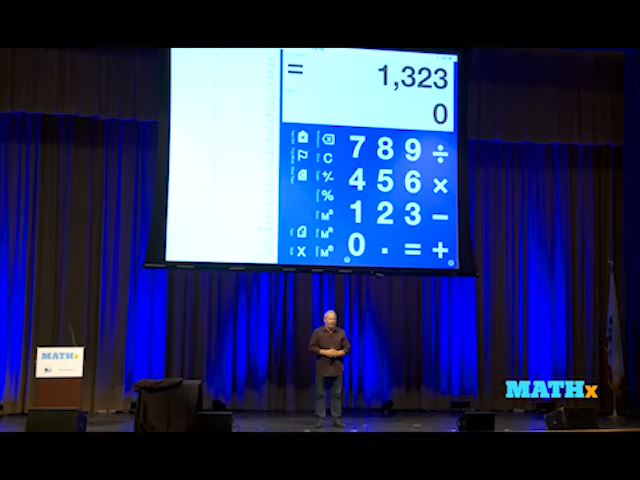 = 1,323
0
7 8 9 ÷
C
4 5 6 ×
+/-
%
1 2 3 −
0 . = +
MATHx
MATHx